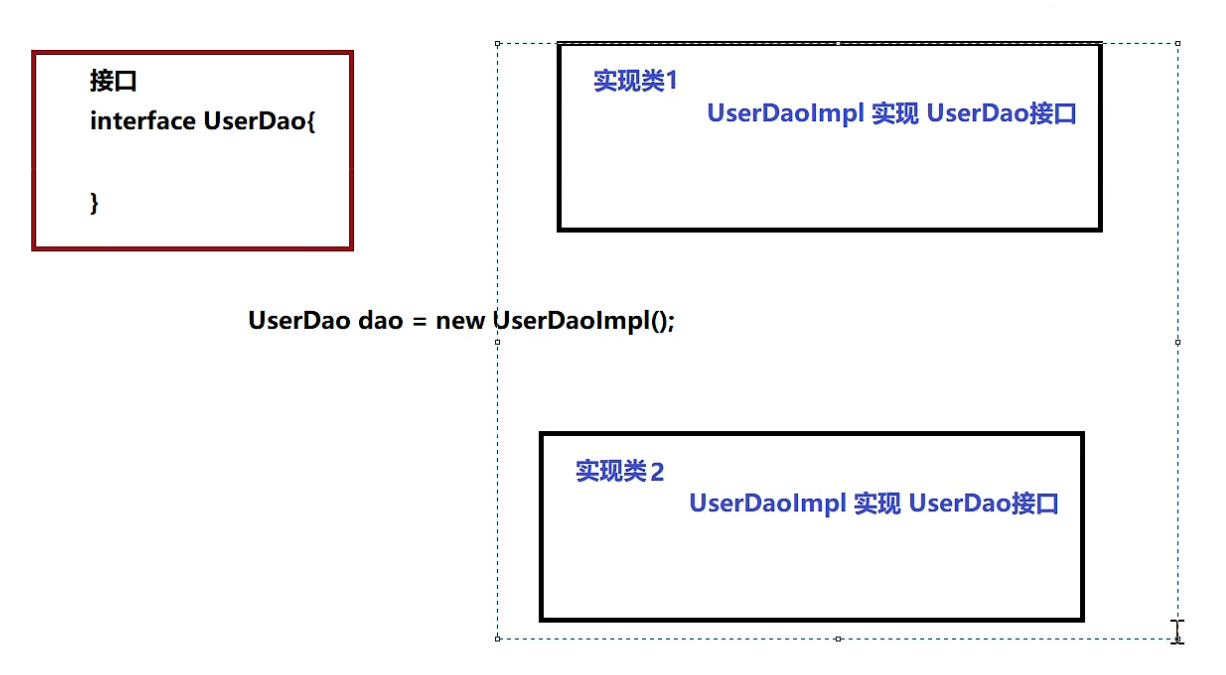 接口
interface UserDao{
}
实现类1
UserDaoImpl 实现 UserDao接口
UserDao dao = new UserDaoImpl();
实现类2
UserDaoImpl 实现 UserDao接口